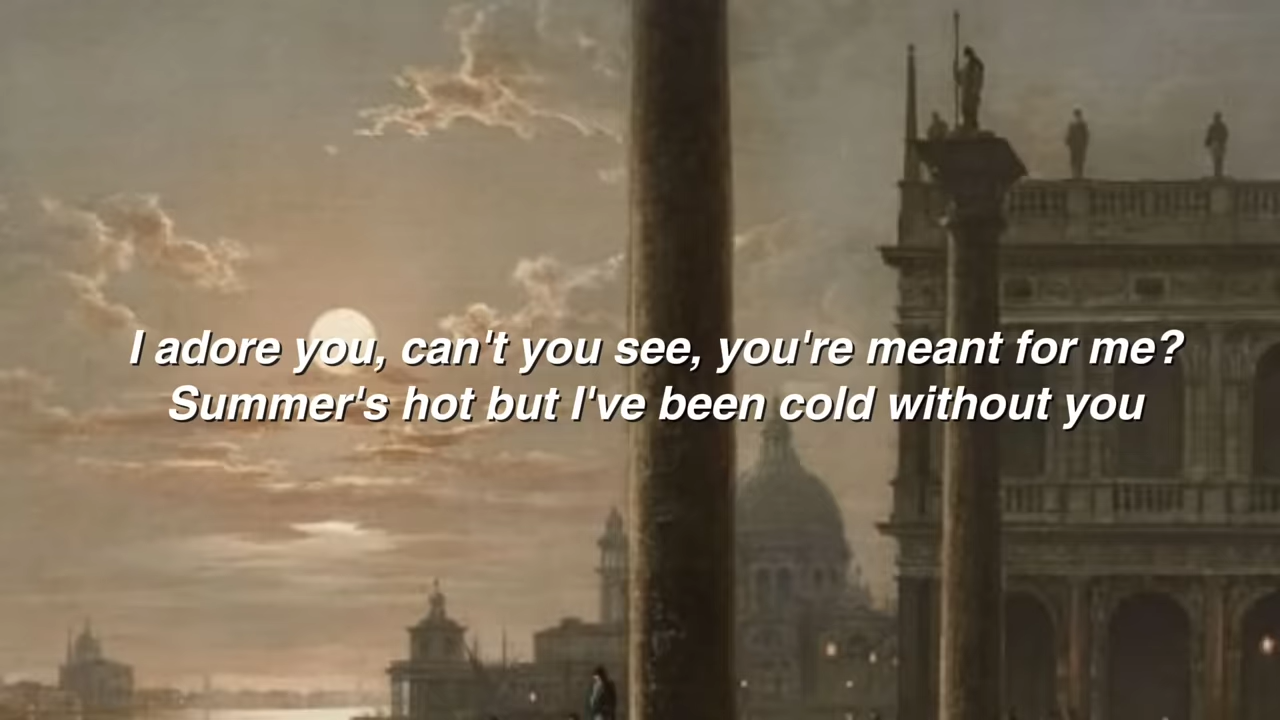 I adore you, can't you see, you're meant for me?
Summer's hot but I've been cold without you